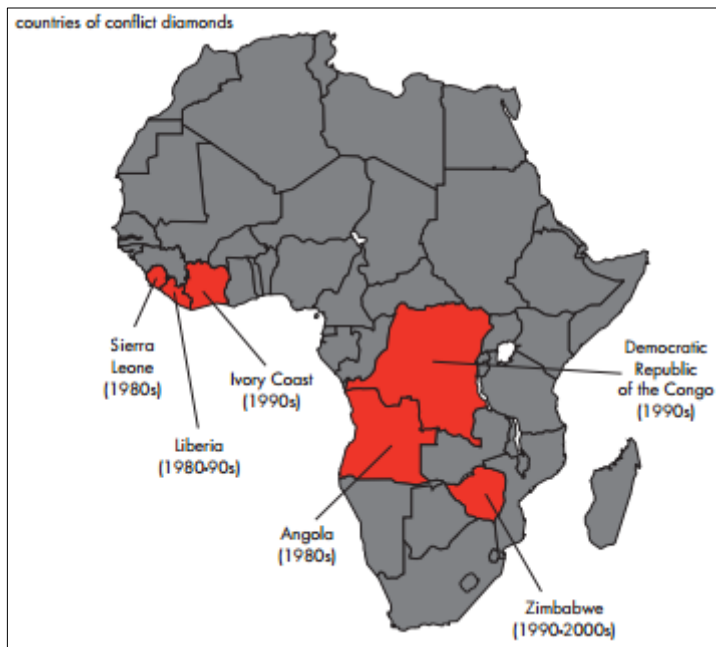 countries of conflict diamonds
Sierra
Leone
(1980s)
Liberia
(1980-90s)
Ivory Coast
(1990s)
Democratic
Republic
of the Congo
(1990s)
Angola
(1980s)
Zimbabwe
(1990-2000s)